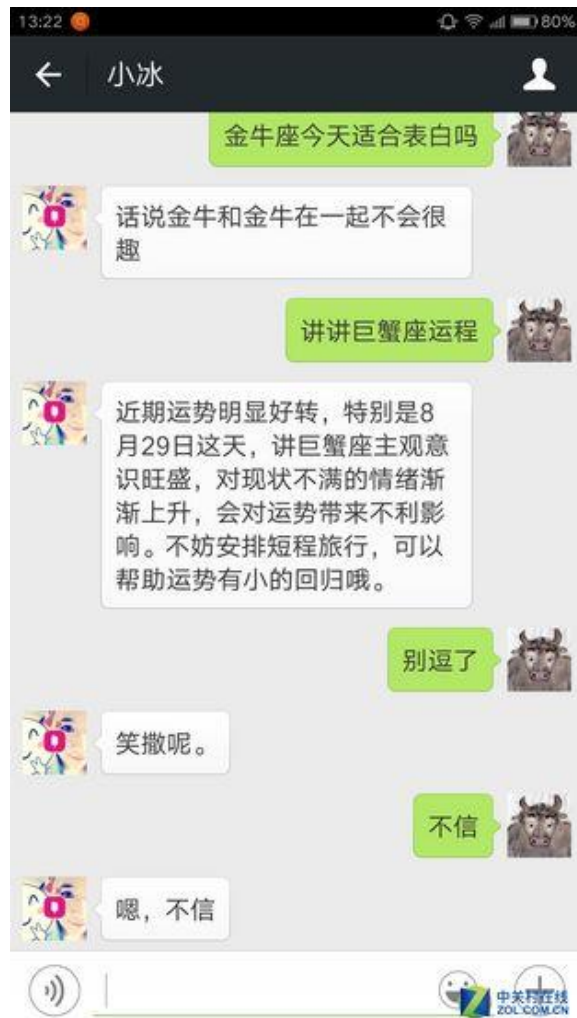 13:22
80%
小冰
金牛座今天适合表白吗
话说金牛和金牛在一起不会很
趣
讲讲巨蟹座运程
近期运势明显好转，特别是8
月29日这天，讲巨蟹座主观意
识旺盛，对现状不满的情绪渐
渐上升，会对运势带来不利影
响。不妨安排短程旅行，可以
帮助运势有小的回归哦。
别逗了
笑撒呢。
不信
嗯，不信
中关村在线
ZOL.COM.CN